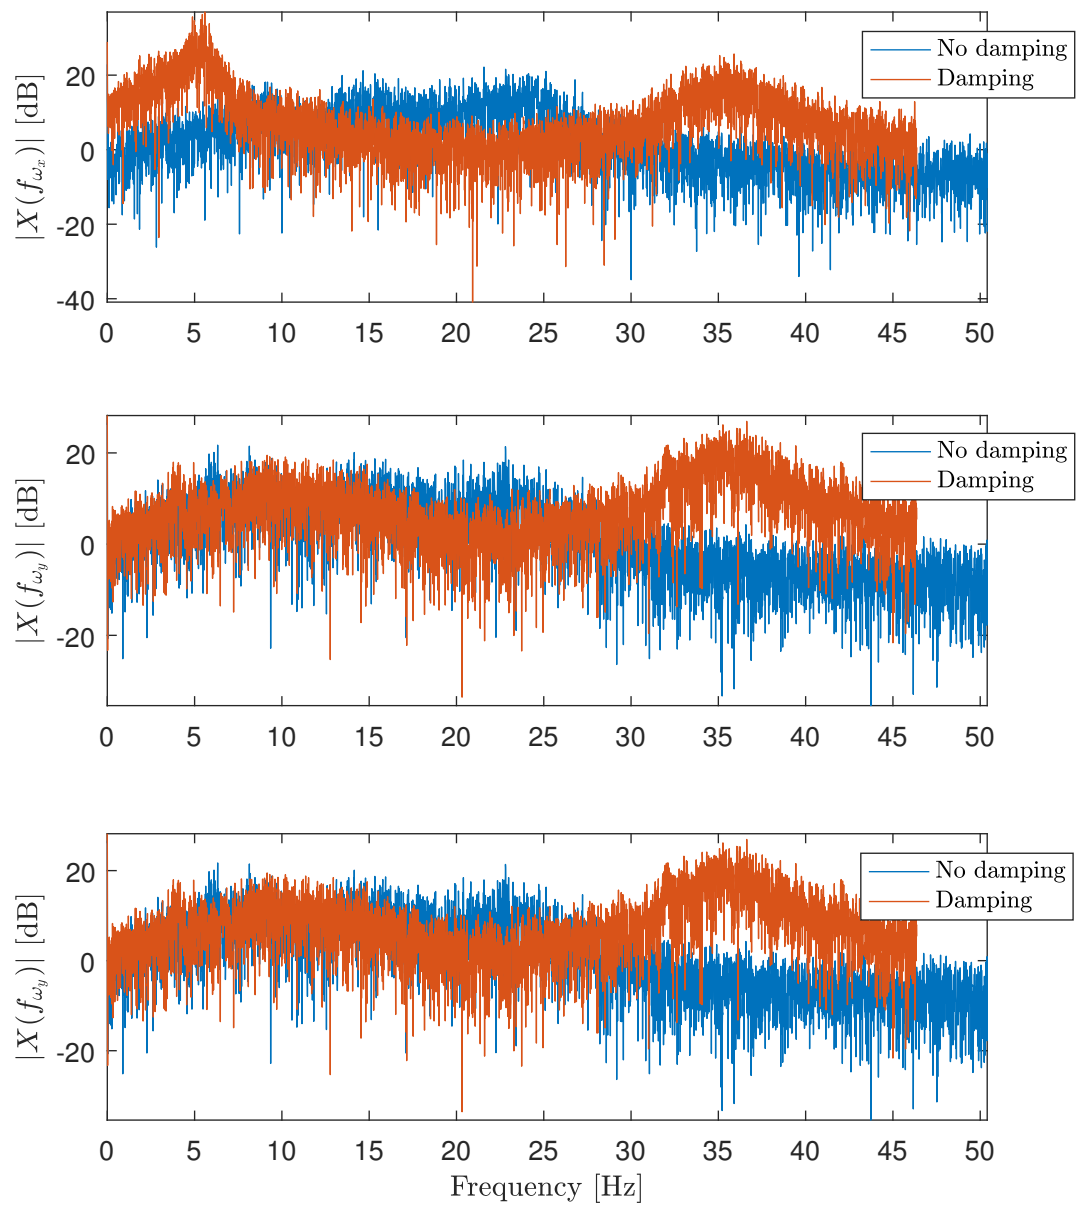 |X(f_{ω_x})| [dB]
20
0
-20
-40
0 5 10 15 20 25 30 35 40 45 50
No damping
Damping
|X(f_{ω_y})| [dB]
20
0
-20
0 5 10 15 20 25 30 35 40 45 50
No damping
Damping
|X(f_{ω_y})| [dB]
20
0
-20
0 5 10 15 20 25 30 35 40 45 50
No damping
Damping
Frequency [Hz]